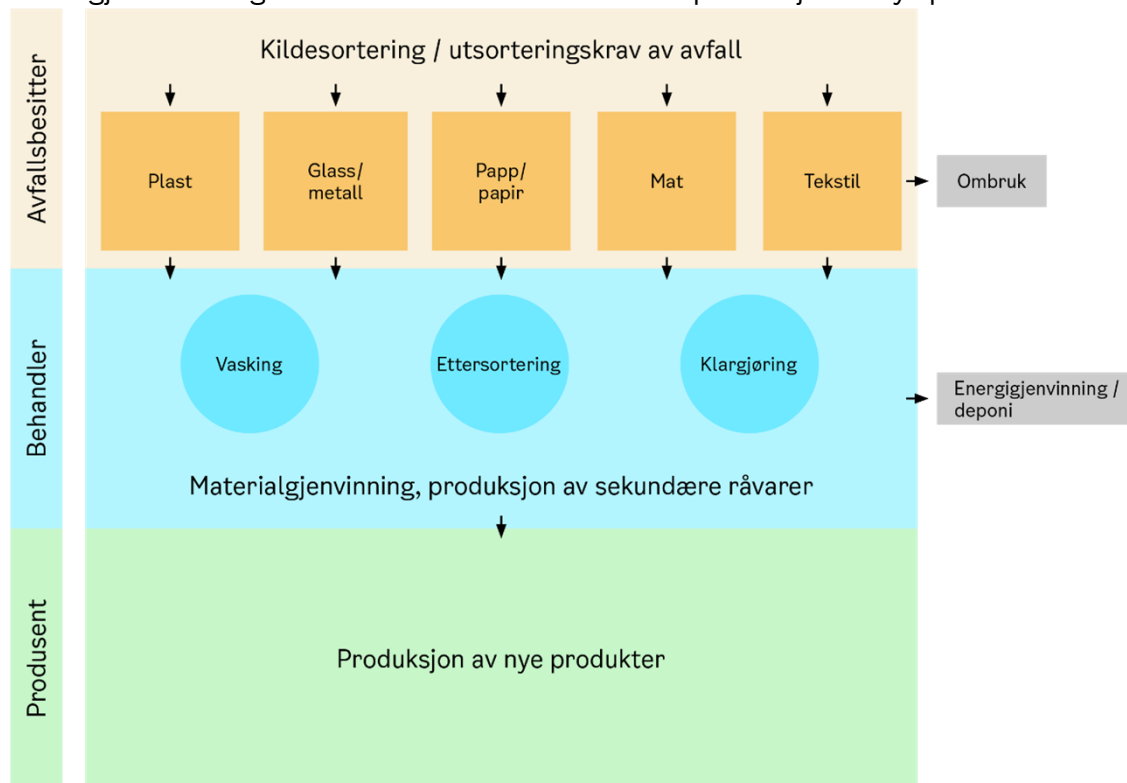 Avfallsbesitter
Kildesortering / utsorteringskrav av avfall
Plast
Glass/
metall
Papp/
papir
Mat
Tekstil
Ombruk
Behandler
Vasking
Ettersortering
Klargjøring
Energigjenvinning /
deponi
Materialgjenvinning, produksjon av sekundære råvarer
Produsent
Produksjon av nye produkter